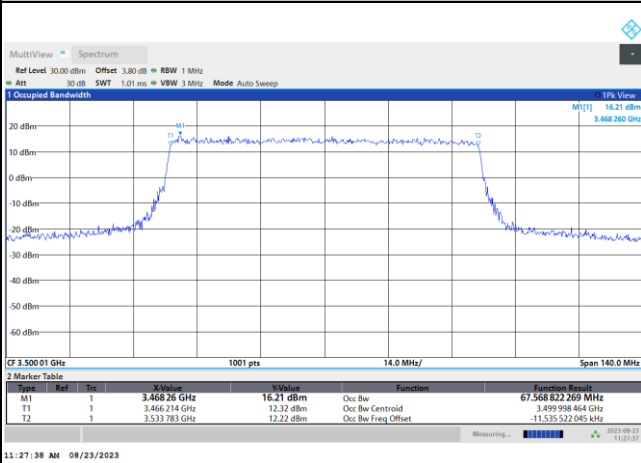 MultiView Spectrum
Ref Level 30.00 dBm Offset 3.80 dB RBW 1 MHz
Att 30 dB SWT 1.01 ms VBW 3 MHz Mode Auto Sweep
1 Occupied Bandwidth 1Pk View
M1[1] 16.21 dBm
3.468 260 GHz
M1
T1 T2
20 dBm
10 dBm
0 dBm
-10 dBm
-20 dBm
-30 dBm
-40 dBm
-50 dBm
-60 dBm
CF 3.500 01 GHz 1001 pts 14.0 MHz/ Span 140.0 MHz
2 Marker Table
Type Ref Trc X-Value Y-Value Function Function Result
M1 1 3.468 26 GHz 16.21 dBm Occ Bw 67.568 822 269 MHz
T1 1 3.466 214 GHz 12.32 dBm Occ Bw Centroid 3.499 998 464 GHz
T2 1 3.533 783 GHz 12.22 dBm Occ Bw Freq Offset -11.535 522 045 kHz
Measuring... 2023-08-23
11:27:37
11:27:38 AM 08/23/2023